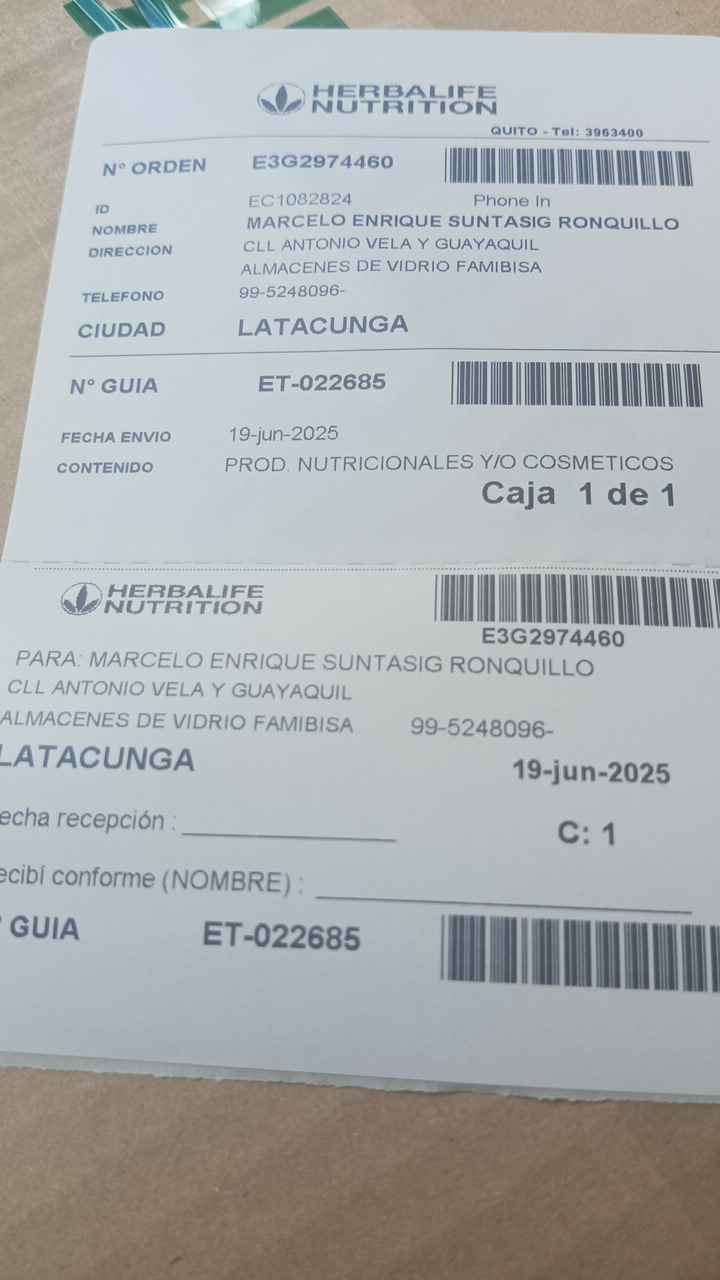 HERBALIFE
NUTRITION
QUITO - Tel: 3963400
N° ORDEN E3G2974460
ID EC1082824 Phone In
NOMBRE MARCELO ENRIQUE SUNTASIG RONQUILLO
DIRECCION CLL ANTONIO VELA Y GUAYAQUIL
ALMACENES DE VIDRIO FAMIBISA
TELEFONO 99-5248096-
CIUDAD LATACUNGA
N° GUIA ET-022685
FECHA ENVIO 19-jun-2025
CONTENIDO PROD. NUTRICIONALES Y/O COSMETICOS
Caja 1 de 1
HERBALIFE
NUTRITION
E3G2974460
PARA: MARCELO ENRIQUE SUNTASIG RONQUILLO
CLL ANTONIO VELA Y GUAYAQUIL
ALMACENES DE VIDRIO FAMIBISA 99-5248096-
LATACUNGA 19-jun-2025
echa recepción :
C: 1
ecibí conforme (NOMBRE) :
° GUIA ET-022685